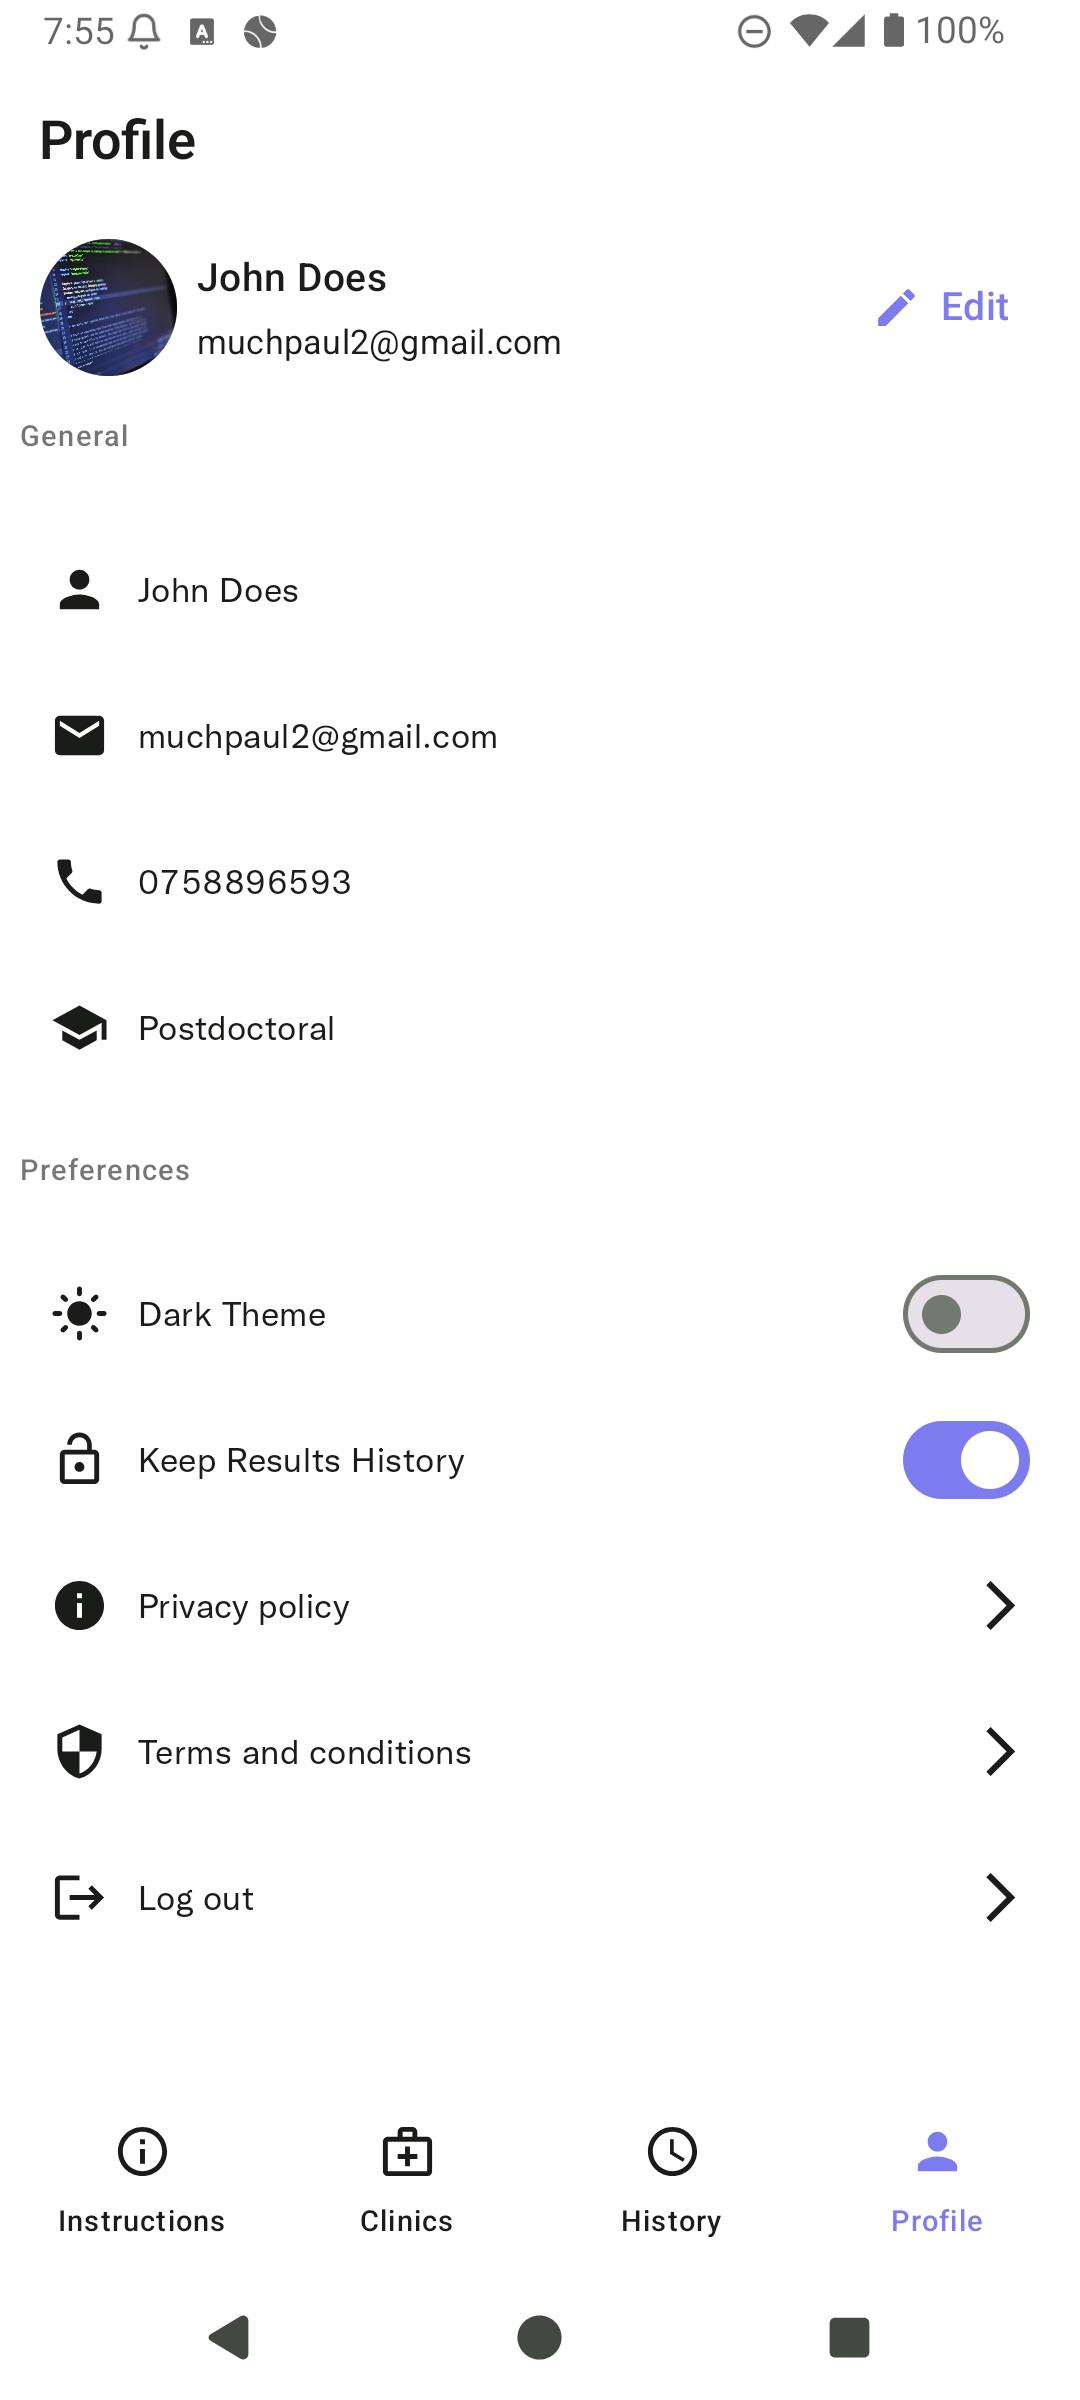 7:55
100%
Profile
John Does
muchpaul2@gmail.com
Edit
General
John Does
muchpaul2@gmail.com
0758896593
Postdoctoral
Preferences
Dark Theme
Keep Results History
Privacy policy
Terms and conditions
Log out
Instructions
Clinics
History
Profile